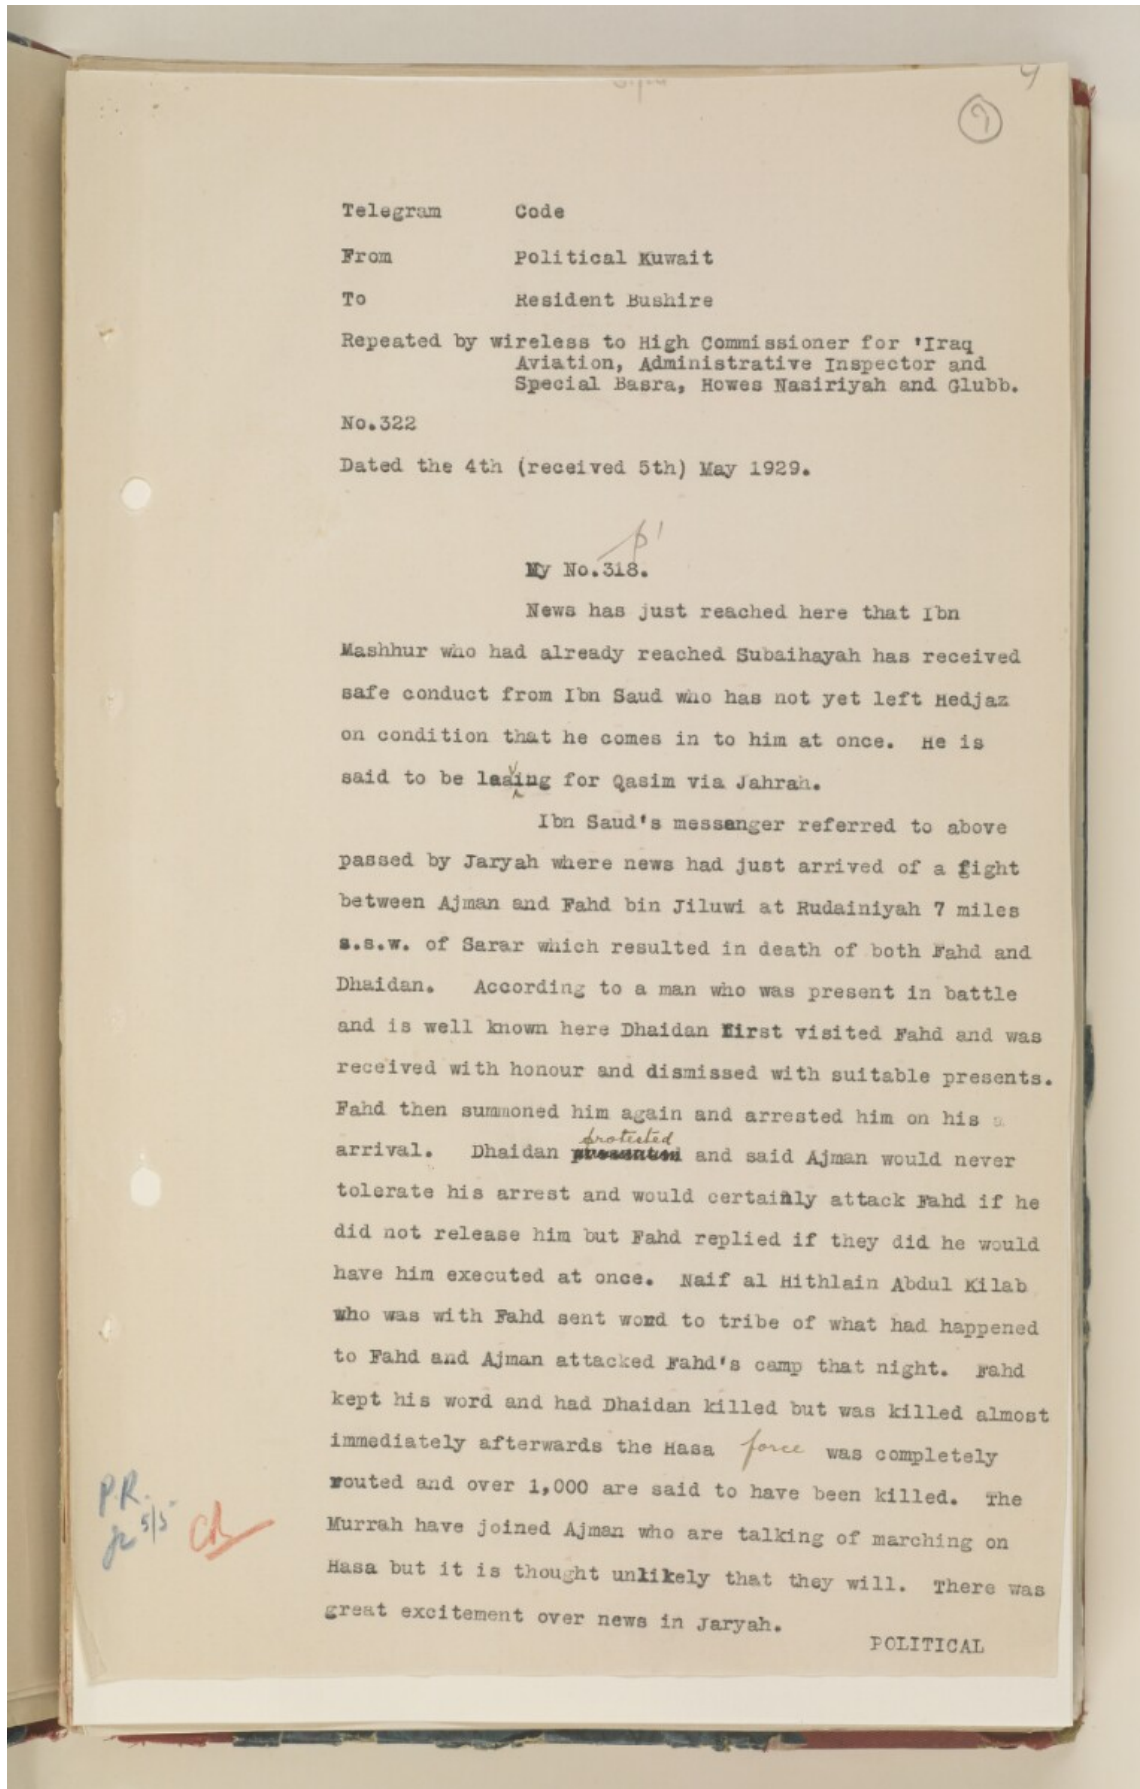 9
Telegram Code
From Political Kuwait
To Resident Bushire
Repeated by wireless to High Commissioner for 'Iraq
Aviation, Administrative Inspector and
Special Basra, Howes Nasiriyah and Glubb.
No.322
Dated the 4th (received 5th) May 1929.
p1
My No.318.
News has just reached here that Ibn
Mashhur who had already reached Subaihayah has received
safe conduct from Ibn Saud who has not yet left Hedjaz
on condition that he comes in to him at once. He is
said to be leaving for Qasim via Jahrah.
Ibn Saud's messanger referred to above
passed by Jaryah where news had just arrived of a fight
between Ajman and Fahd bin Jiluwi at Rudainiyah 7 miles
s.s.w. of Sarar which resulted in death of both Fahd and
Dhaidan. According to a man who was present in battle
and is well known here Dhaidan first visited Fahd and was
received with honour and dismissed with suitable presents.
Fahd then summoned him again and arrested him on his a
arrival. Dhaidan protested and said Ajman would never
tolerate his arrest and would certainly attack Fahd if he
did not release him but Fahd replied if they did he would
have him executed at once. Naif al Hithlain Abdul Kilab
who was with Fahd sent word to tribe of what had happened
to Fahd and Ajman attacked Fahd's camp that night. Fahd
kept his word and had Dhaidan killed but was killed almost
immediately afterwards the Hasa force was completely
routed and over 1,000 are said to have been killed. The
Murrah have joined Ajman who are talking of marching on
Hasa but it is thought unlikely that they will. There was
great excitement over news in Jaryah.
POLITICAL
P.R.
5/5